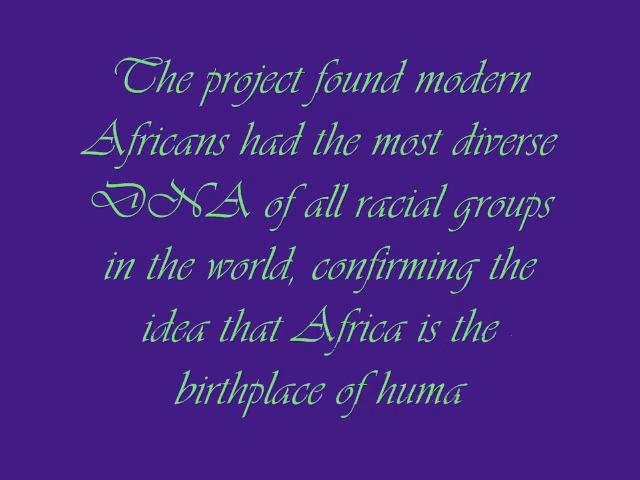 The project found modern
Africans had the most diverse
DNA of all racial groups
in the world, confirming the
idea that Africa is the
birthplace of huma